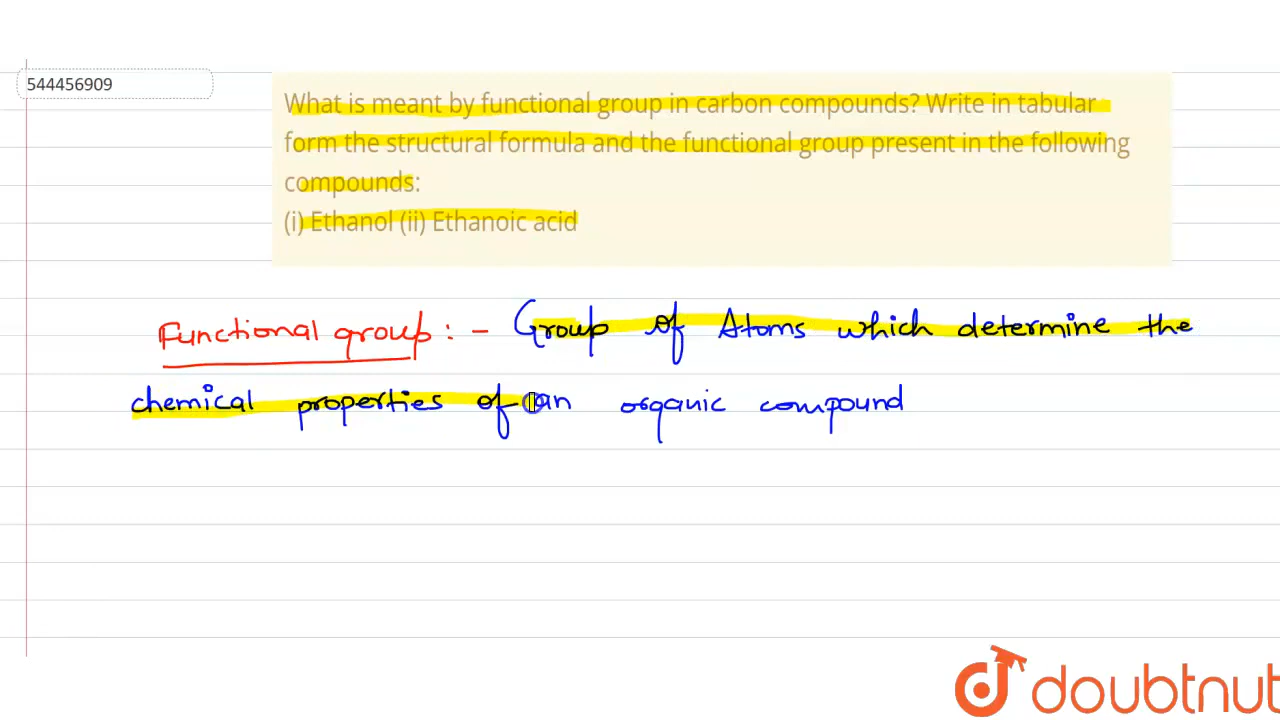 544456909
What is meant by functional group in carbon compounds? Write in tabular
form the structural formula and the functional group present in the following
compounds:
(i) Ethanol (ii) Ethanoic acid
Functional group : - Group of Atoms which determine the
chemical properties of an organic compound
doubtnut